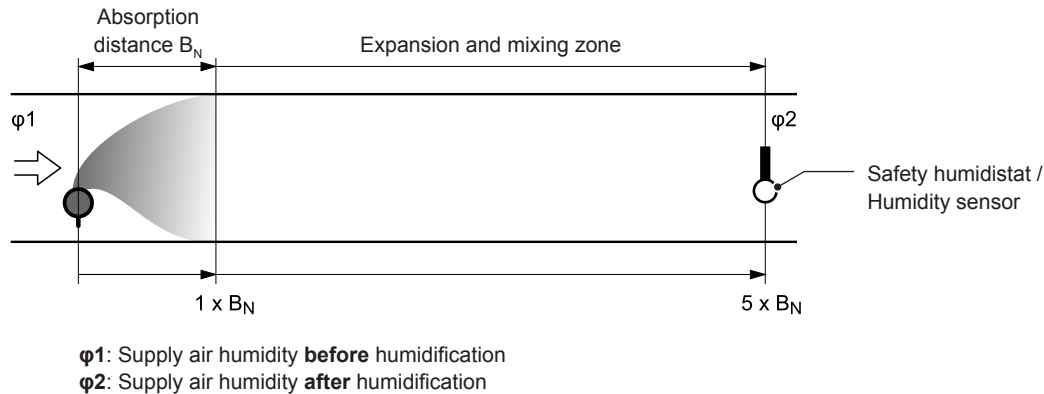 Absorption
distance B_N
Expansion and mixing zone
φ1
φ2
Safety humidistat /
Humidity sensor
1 x B_N
5 x B_N
φ1: Supply air humidity before humidification
φ2: Supply air humidity after humidification